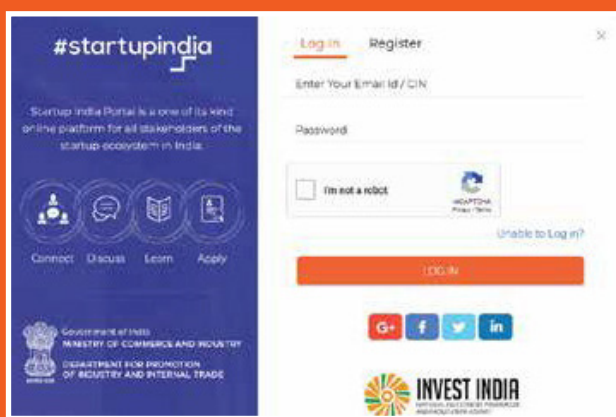 #startupindia
Startup India Portal is a one of its kind
online platform for all stakeholders of the
startup ecosystem in India.
Connect Discuss Learn Apply
Government of India
MINISTRY OF COMMERCE AND INDUSTRY
DEPARTMENT FOR PROMOTION
OF INDUSTRY AND INTERNAL TRADE
Log in Register
×
Enter Your Email Id / CIN
Password
I'm not a robot
reCAPTCHA
Privacy - Terms
Unable to Log in?
LOG IN
G+ f in
INVEST INDIA